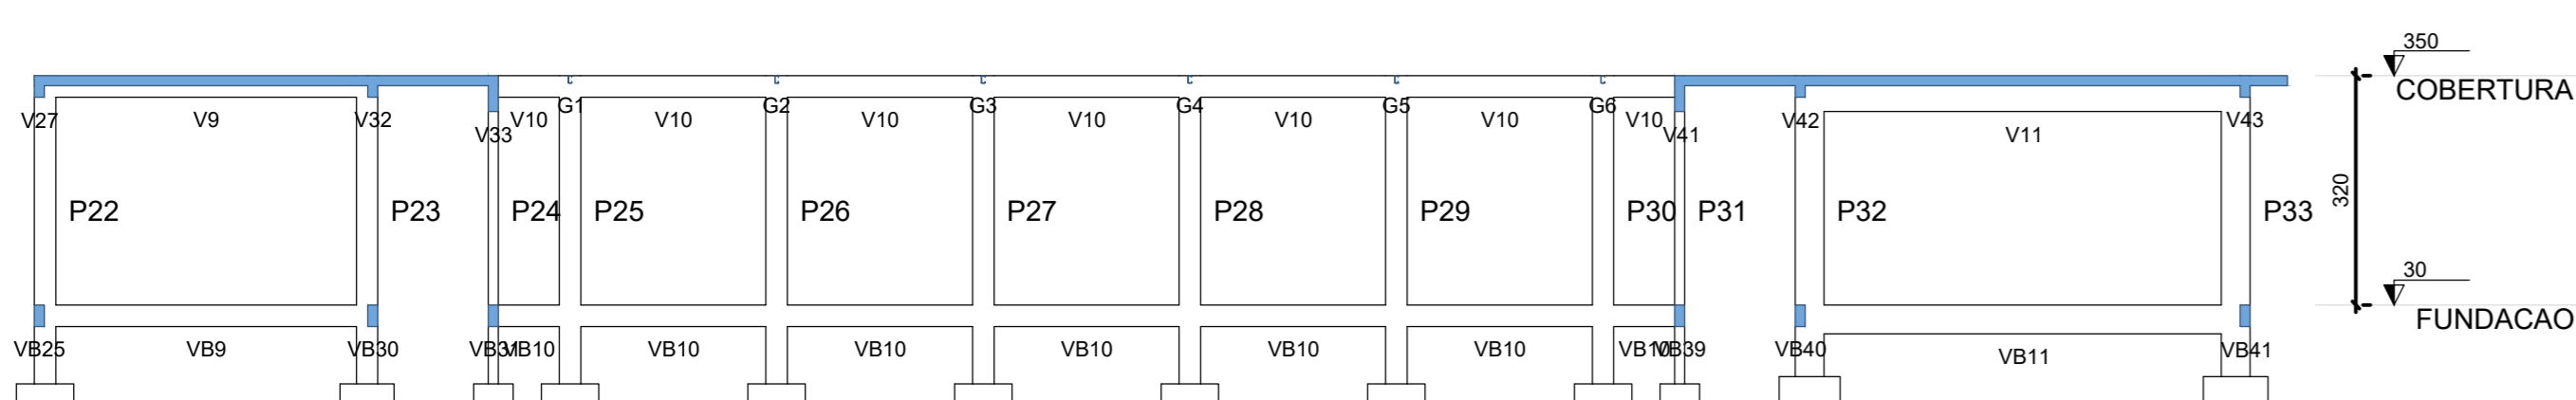 350
COBERTURA
G1 G2 G3 G4 G5 G6
V27 V9 V32 V10 V10 V10 V10 V10 V10 V10 V42 V43
V33 V41 V11
P22 P23 P24 P25 P26 P27 P28 P29 P30 P31 P32 P33
320
30
FUNDACAO
VB25 VB9 VB30 VB31 VB10 VB10 VB10 VB10 VB10 VB10 VB10 VB39 VB40 VB11 VB41